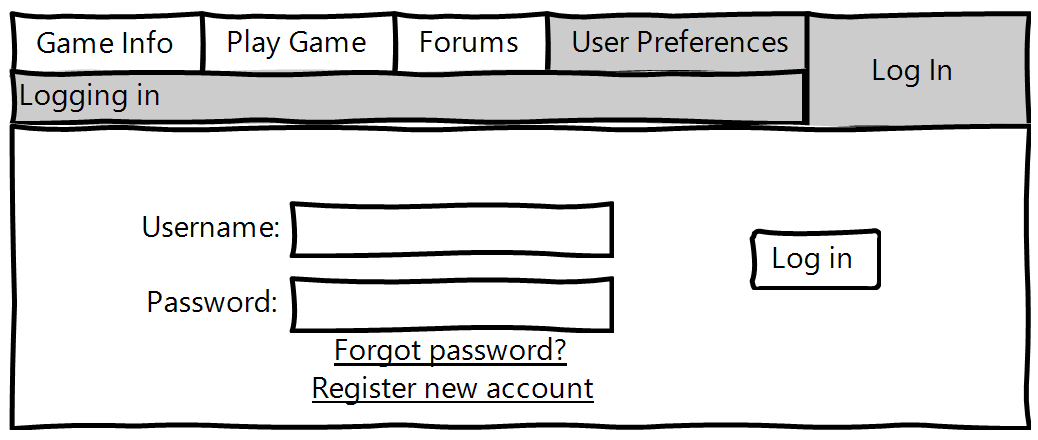 Game Info
Play Game
Forums
User Preferences
Log In
Logging in
Username:
Log in
Password:
Forgot password?
Register new account